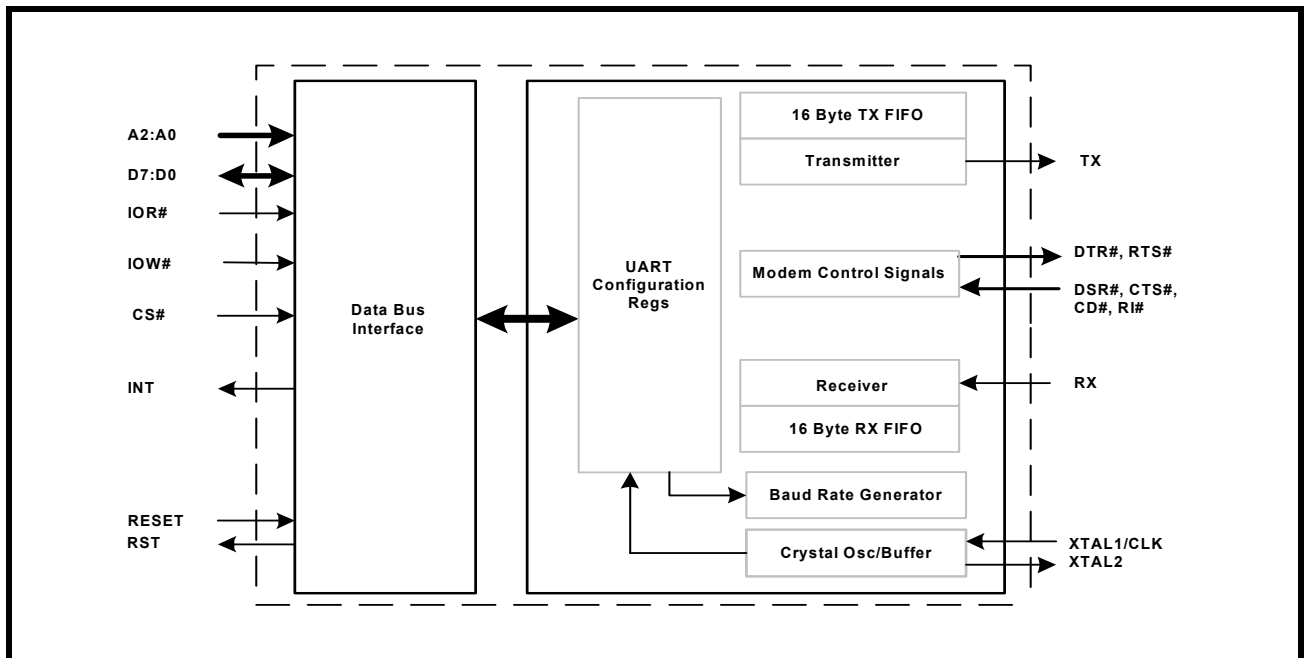 A2:A0
D7:D0
IOR#
IOW#
CS#
INT
RESET
RST
Data Bus
Interface
UART
Configuration
Regs
16 Byte TX FIFO
Transmitter
Modem Control Signals
Receiver
16 Byte RX FIFO
Baud Rate Generator
Crystal Osc/Buffer
TX
DTR#, RTS#
DSR#, CTS#,
CD#, RI#
RX
XTAL1/CLK
XTAL2